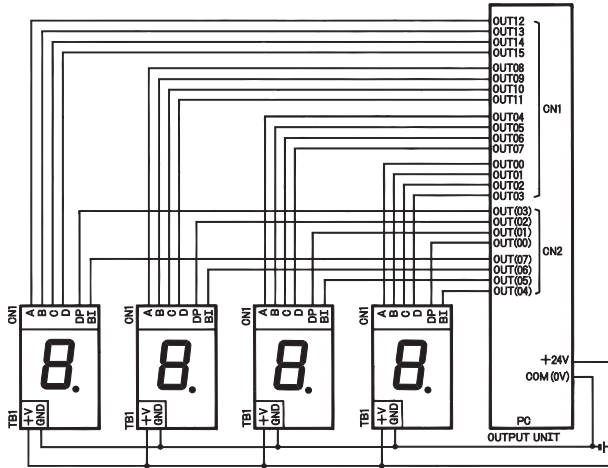 OUT12
OUT13
OUT14
OUT15
OUT08
OUT09
OUT10
OUT11
CN1
OUT04
OUT05
OUT06
OUT07
OUT00
OUT01
OUT02
OUT03
OUT(03)
OUT(02)
OUT(01)
OUT(00)
CN2
OUT(07)
OUT(06)
OUT(05)
OUT(04)
CN1 A B C D DP BI
CN1 A B C D DP BI
CN1 A B C D DP BI
CN1 A B C D DP BI
8.
8.
8.
8.
+24V
COM (0V)
TB1 +V GND
TB1 +V GND
TB1 +V GND
TB1 +V GND
PC
OUTPUT UNIT